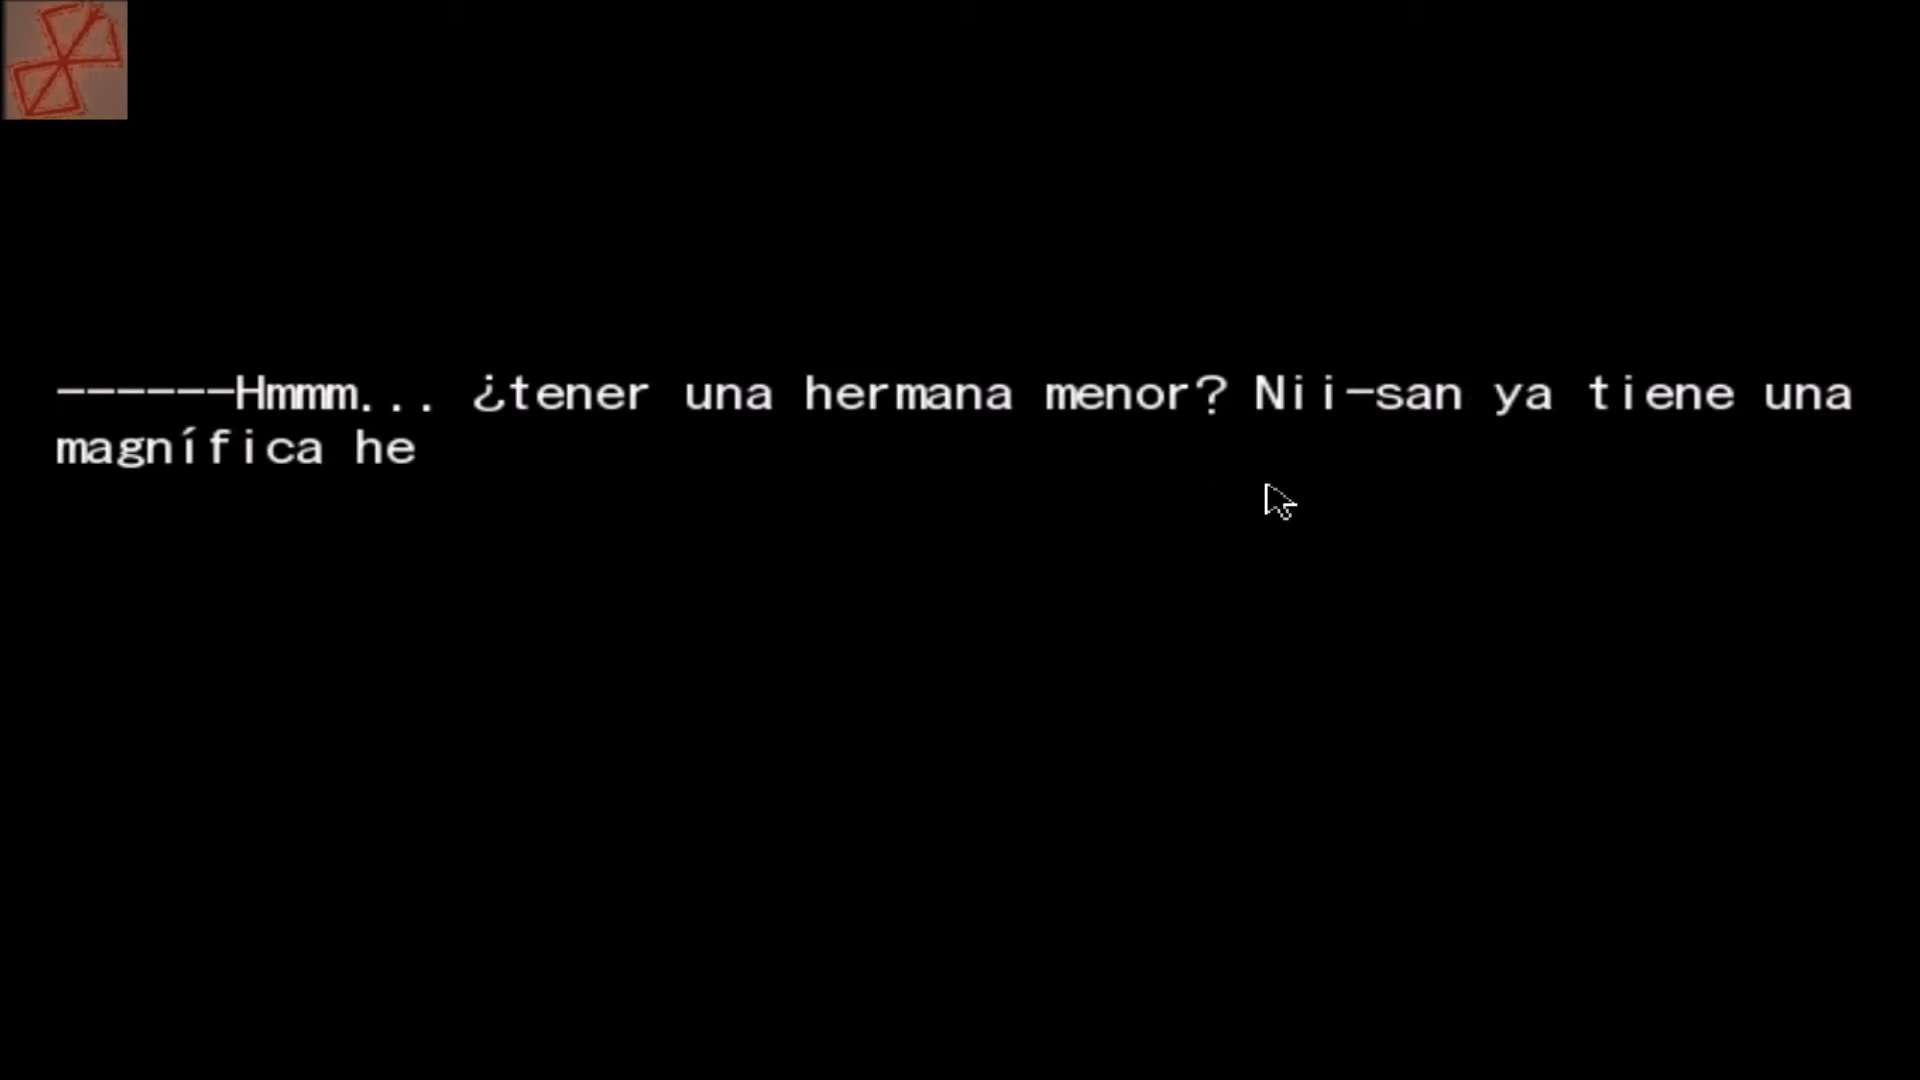 ——————Hmmm... ¿tener una hermana menor? Nii-san ya tiene una
magnífica he